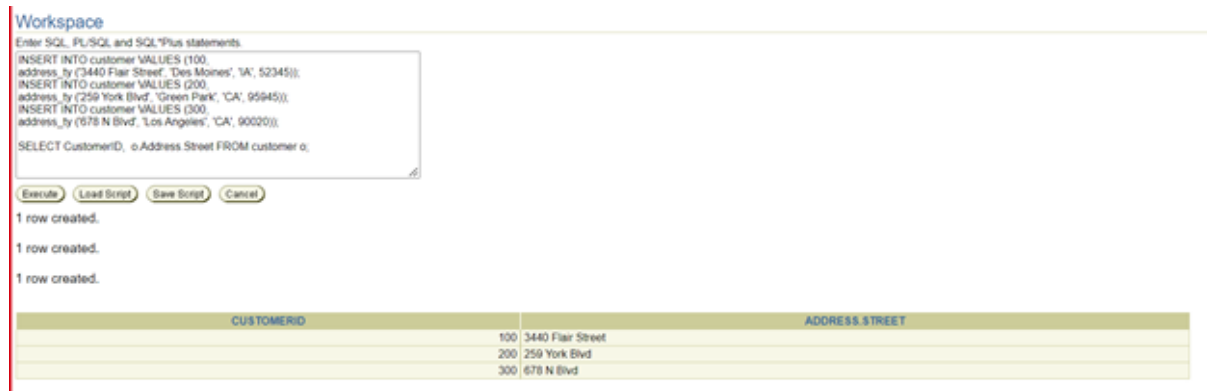 Workspace
Enter SQL, PL/SQL and SQL*Plus statements.
INSERT INTO customer VALUES (100,
address_ty ('3440 Flair Street', 'Des Moines', 'IA', 52345));
INSERT INTO customer VALUES (200,
address_ty ('259 York Blvd', 'Green Park', 'CA', 95945));
INSERT INTO customer VALUES (300,
address_ty ('678 N Blvd', 'Los Angeles', 'CA', 90020));
SELECT CustomerID, o.Address.Street FROM customer o;
Execute Load Script Save Script Cancel
1 row created.
1 row created.
1 row created.
CUSTOMERID ADDRESS.STREET
100 3440 Flair Street
200 259 York Blvd
300 678 N Blvd